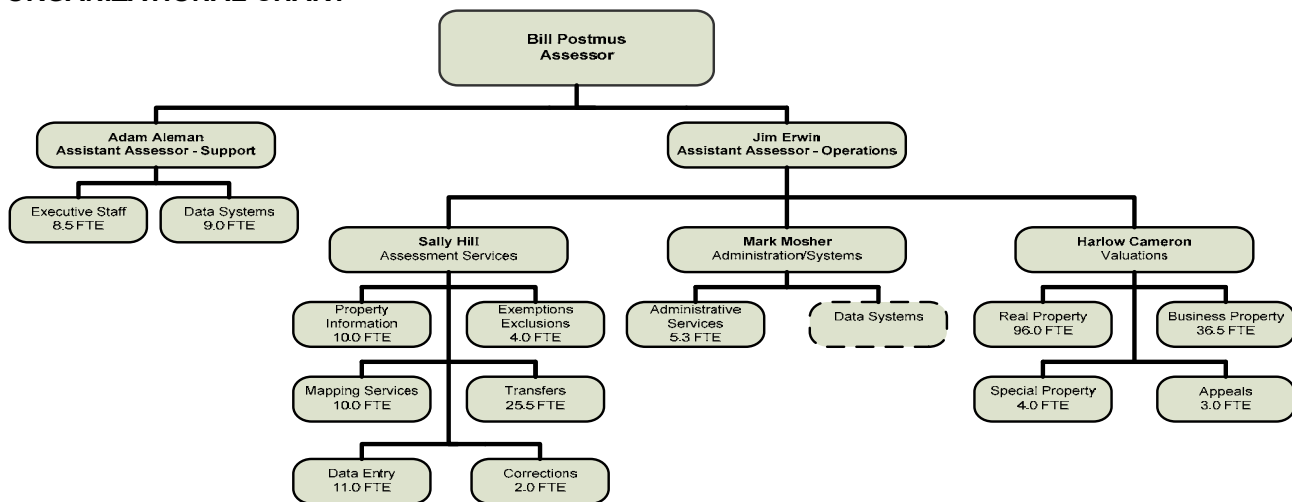 Bill Postmus
Assessor
Adam Aleman
Assistant Assessor - Support
Jim Erwin
Assistant Assessor - Operations
Executive Staff
8.5 FTE
Data Systems
9.0 FTE
Sally Hill
Assessment Services
Mark Mosher
Administration/Systems
Harlow Cameron
Valuations
Property
Information
10.0 FTE
Exemptions
Exclusions
4.0 FTE
Administrative
Services
5.3 FTE
Data Systems
Real Property
96.0 FTE
Business Property
36.5 FTE
Mapping Services
10.0 FTE
Transfers
25.5 FTE
Special Property
4.0 FTE
Appeals
3.0 FTE
Data Entry
11.0 FTE
Corrections
2.0 FTE